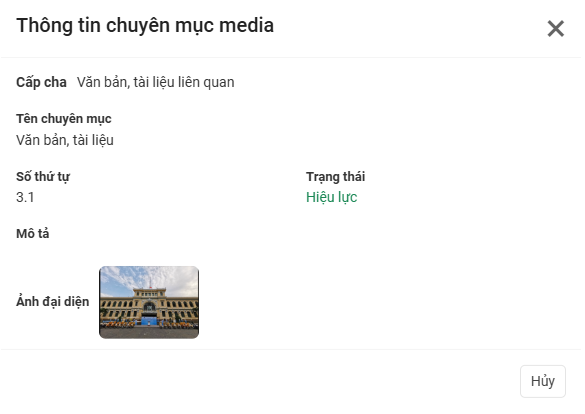 Thông tin chuyên mục media
Cấp cha Văn bản, tài liệu liên quan
Tên chuyên mục
Văn bản, tài liệu
Số thứ tự
3.1
Trạng thái
Hiệu lực
Mô tả
Ảnh đại diện
Hủy